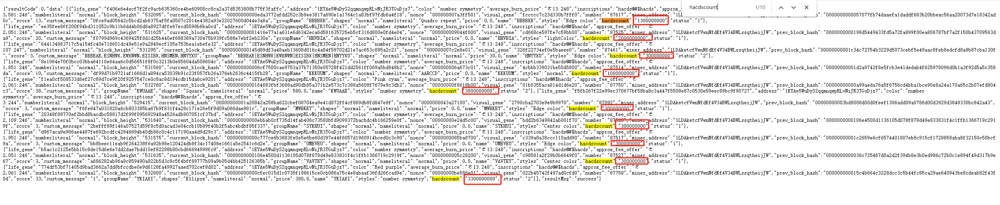 hacdscount 1/10
{"resultCode":0,"data":[{"life_gene":"f406e6e4ecf7f2fc9acb635360ce4be60908cc8ca2a37d5353808b775f3faffc","address":"1EYAe5WuDyS2qqmnqwpRLvNiJR3TGuDjz7","color":"number symmetry","average_burn_price":"ㄜ13:248","inscriptions":"hacds@#$hacds","approx_f
3,581:246","numberliteral":"normal","block_height":"532095","current_block_hash":"00000000000eda3772afdd252c3b9ee3817a690e1a1764c1a83bf97fdb6a4f18","nonce":"000000007a3ff501","visual_gene":"fccccc7c23d330b7fff0","number":"87617","miner_address":"1LDAketcfVwnNfdKf4V34BWLssqtheijJW","prev_block_hash":"000000000057077fb74daaefa1daddf683b20bbeac56aa20073d7e18342ad
0c","score":13,"custom_message":"0fce9ad05642c5bcd2ab6375af5fa0507c2014e4382a93e22027600d044e3a8a","groupName":"BBBBXB","shapes":"normal","nameliteral":"Quadro repeat","price":0.0,"name":"BBBBXB","styles":"Edge color","hacdscount":"1300000000","status":"1"},
{"life_gene":"ee35fee8ff200f94bd311052c5598b6ba0cd56aa","address":"1EYAe5WuDyS2qqmnqwpRLvNiJR3TGuDjz7","color":"number symmetry","average_burn_price":"ㄜ13:248","inscriptions":"hacds@#$hacds","approx_fee_offer":"ㄜ
2,051:246","numberliteral":"normal","block_height":"531625","current_block_hash":"00000000001416e77a1a631e6d6342eca6d58163572 5eb5cf316d800e0fd4e04","nonce":"000000009044f000","visual_gene":"cd668ce597fe7c59bb00","number":"87525","miner_address":"1LDAketcfVwnNfdKf4V34BWLssqtheijJW","prev_block_hash":"0000000000198d5449433fd5a72fa899f00ea806787bf7a2f150b43709563d
a9","score":20,"custom_message":"f0799d969c4369425f8d1d25b440ef688389a730475b939fc588e7ebf2eb230e","groupName":"HHVBZA","shapes":"normal","nameliteral":"normal","price":0.0,"name":"HHVBZA","styles":"lightColor","hacdscount":"2000000000","status":"1"},
{"life_gene":"644134863717c5a154fc40e716601dc49e51e9a2849ecf105e753bea1ebefe32","address":"1EYAe5WuDyS2qqmnqwpRLvNiJR3TGuDjz7","color":"number symmetry","average_burn_price":"ㄜ13:248","inscriptions":"hacds@#$hacds","approx_fee_offer":"ㄜ
107:247","numberliteral":"normal","block_height":"531295","current_block_hash":"0000000000145d89df3a48aeb13608d016c4a84f59702d21e7ac653c895a2c21","nonce":"000000007c2e8e01","visual_gene":"326f22734ef0e5baeee0","number":"87461","miner_address":"1LDAketcfVwnNfdKf4V34BWLssqtheijJW","prev_block_hash":"00000000001c34c72754b3229d5073cebf5e49aac8feb8edcfd8a9b87cba130f
","score":3,"custom_message":"BEBEAE,ESNHWX,EWXNWN,EZSIBX,HNSMEN,HNYYXU","groupName":"BEBEAE|ESNHWX|EWXNWN|EZSIBX|HNSMEN|HNYYXU","shapes":"normal","nameliteral":"normal","price":30.0,"name":"HNYYXU","styles":"Edge color","hacdscount":"300000000","status":"2"},
{"life_gene":"8e1064e70f0bcc03bba64110e64aa6c0d56651f8f0c3213b0e85604da508604c","address":"1EYAe5WuDyS2qqmnqwpRLvNiJR3TGuDjz7","color":"number symmetry","average_burn_price":"ㄜ13:248","inscriptions":"hacds@#$hacds","approx_fee_offer":"ㄜ
1,851:246","numberliteral":"normal","block_height":"531560","current_block_hash":"00000000006cf7500cae9753a37b71350e05728f421dd2561ff069a5bd848b2","nonce":"000000006a673c01","visual_gene":"4cbbb339031be50d5800","number":"87514","miner_address":"1LDAketcfVwnNfdKf4V34BWLssqtheijJW","prev_block_hash":"00000000001d2a9742f8e5fcb3e41dedab4f625978096d0b1a3f92d5a5c358
da","score":10,"custom_message":"df99d71b9721af1666d1a894ca53039b91c23f057fb26a376eb2636c4415fb28","groupName":"KKKUUM","shapes":"normal","nameliteral":"AABCCD","price":0.0,"name":"KKKUUM","styles":"normal","hacdscount":"1000000000","status":"1"},
{"life_gene":"f1ea0cf508533d6ef27c89d7ce9f20f9257547ce0c8ac8d194cdb15da6ce9201","address":"1EYAe5WuDyS2qqmnqwpRLvNiJR3TGuDjz7","color":"Pink cyan","average_burn_price":"ㄜ13:248","inscriptions":"hacds@#$hacds","approx_fee_offer":"ㄜ
2,061:246","numberliteral":"normal","block_height":"532760","current_block_hash":"0000000000164683fbf3688ad90db85a371b2e573c7c388a5608f7679e9c3db2","nonce":"00000000f8618b00","visual_gene":"01b0355aca814d1d6e20","number":"87750","miner_address":"1LDAketcfVwnNfdKf4V34BWLssqtheijJW","prev_block_hash":"00000000000a99aeda76a5f6756cd4bba1bce90e8a24a170a65c2b07efd804
c3","score":38,"custom_message":"1","groupName":"KWUAAE","shapes":"Square","nameliteral":"normal","price":580.0,"name":"KWUAAE","styles":"number symmetry","hacdscount":"3800000000","status":"2"},{"life_gene":"f5fb267f22e99ec370677bf58ba8c3a447f5508e87c0530e59eec89bc9f90727","address":"1EYAe5WuDyS2qqmnqwpRLvNiJR3TGuDjz7","color":"number
symmetry","average_burn_price":"ㄜ13:248","inscriptions":"hacds@#$hacds","approx_fee_offer":"ㄜ
3:244","numberliteral":"normal","block_height":"529415","current_block_hash":"00000000001a20842a258ba622cbef08704ea9e41d872ff4cf869db8fd847e8f","nonce":"0000000043a27100","visual_gene":"2790cba2703e9e8b9970","number":"87092","miner_address":"1LDAketcfVwnNfdKf4V34BWLssqtheijJW","prev_block_hash":"00000000003bd8008d00d0feef1306add09a0786d00d3929d3848330bc842a43",
"score":3,"custom_message":"f6fe647a031820a6cb803385ba67b9f831f4a28c171e26e5f9d09a066dae881c","groupName":"MWBKEY","shapes":"normal","nameliteral":"normal","price":0.0,"name":"MWBKEY","styles":"Edge color","hacdscount":"300000000","status":"1"},
{"life_gene":"20348f88770ef2bbd8bacdbc58817d2f99f095692948a4526adb907051cf37bd","address":"1EYAe5WuDyS2qqmnqwpRLvNiJR3TGuDjz7","color":"number symmetry","average_burn_price":"ㄜ13:248","inscriptions":"hacds@#$hacds","approx_fee_offer":"ㄜ
2,109:246","numberliteral":"normal","block_height":"531640","current_block_hash":"00000000000ebbab0cf735d14fab406c73580bfd9099372bacbdc4b166259e0f","nonce":"00000000e24d5c00","visual_gene":"bdd2b6349842ab001f70","number":"87528","miner_address":"1LDAketcfVwnNfdKf4V34BWLssqtheijJW","prev_block_hash":"0000000000106e4500d1136105d078f878d49e833831f4c1ffb1366719c291
9f","score":3,"custom_message":"2befff89f146a07527d59f8c5d0acad3e04ccb10b89f40b2f5abc4bdbf85f337","groupName":"SYKHUI","shapes":"normal","nameliteral":"normal","price":0.0,"name":"SYKHUI","styles":"Center color","hacdscount":"300000000","status":"1"},
{"life_gene":"d967aca9e986ae4487fe692bcdfc42946694b40db86c0c4c117190aa4d9d29c3","address":"1EYAe5WuDyS2qqmnqwpRLvNiJR3TGuDjz7","color":"number symmetry","average_burn_price":"ㄜ13:248","inscriptions":"hacds@#$hacds","approx_fee_offer":"ㄜ
1,951:246","numberliteral":"normal","block_height":"531575","current_block_hash":"00000000000c777ce6b3883fe0e5e6be60d397e44f6057d1960914bced0c3c90","nonce":"0000000085ba8700","visual_gene":"c339a8a38ccc110add90","number":"87517","miner_address":"1LDAketcfVwnNfdKf4V34BWLssqtheijJW","prev_block_hash":"00000000001c2659e6cf6574401807eb8c915cf1728858aba8f32150c50bcf
9a","score":3,"custom_message":"bb8beec11eab9f264238f6a92b98e120424db8f34c17408e1661a5e2541c6d2e","groupName":"UMEVEU","shapes":"normal","nameliteral":"normal","price":0.0,"name":"UMEVEU","styles":"Edge color","hacdscount":"300000000","status":"1"},
{"life_gene":"b5ac1c2125e5bb15c8de15d6e6e7dd2dae7bdd10ef82298b80cbd66694998fc9","address":"1EYAe5WuDyS2qqmnqwpRLvNiJR3TGuDjz7","color":"number symmetry","average_burn_price":"ㄜ13:248","inscriptions":"hacds@#$hacds","approx_fee_offer":"ㄜ
2,051:246","numberliteral":"normal","block_height":"531635","current_block_hash":"0000000000106e4500d1136105d078f878d49e833831f4c1ffb1366719c2919f","nonce":"000000005c28200","visual_gene":"c98581a2f29b0b6649f0","number":"87527","miner_address":"1LDAketcfVwnNfdKf4V34BWLssqtheijJW","prev_block_hash":"000000000036c725467d0a2d2f394b8e3b0ed986c72b0c1e894f49d317b9e
67","score":3,"custom_message":"a686282ab96a9c859490a922b5d3c8c5f4bff89777b09a9b05d4bb425126385b","groupName":"VAVTEY","shapes":"normal","nameliteral":"normal","price":0.0,"name":"VAVTEY","styles":"Center color","hacdscount":"300000000","status":"1"},
{"life_gene":"774df53bf71405d9bad3662a7dd8bfccdbe0e9d6128fa49927aaed702cef8d02","address":"1EYAe5WuDyS2qqmnqwpRLvNiJR3TGuDjz7","color":"Red purple","average_burn_price":"ㄜ13:248","inscriptions":"hacds@#$hacds","approx_fee_offer":"ㄜ
2,061:246","numberliteral":"normal","block_height":"532800","current_block_hash":"00000000000cfec015d1c0735f188615ce0cb086a75c4e8abaaf36fd26fcad9e","nonce":"00000000be586e01","visual_gene":"022b45742f497ad0cfd0","number":"87758","miner_address":"1LDAketcfVwnNfdKf4V34BWLssqtheijJW","prev_block_hash":"000000000015c4b664c3228dcc3c5b44fc85ca29ae640943be8cdeab82f43f
0d","score":33,"custom_message":"1","groupName":"YKIAXI","shapes":"Ellipse","nameliteral":"normal","price":380.0,"name":"YKIAXI","styles":"number symmetry","hacdscount":"3300000000","status":"2"}],"resultMsg":"success"}